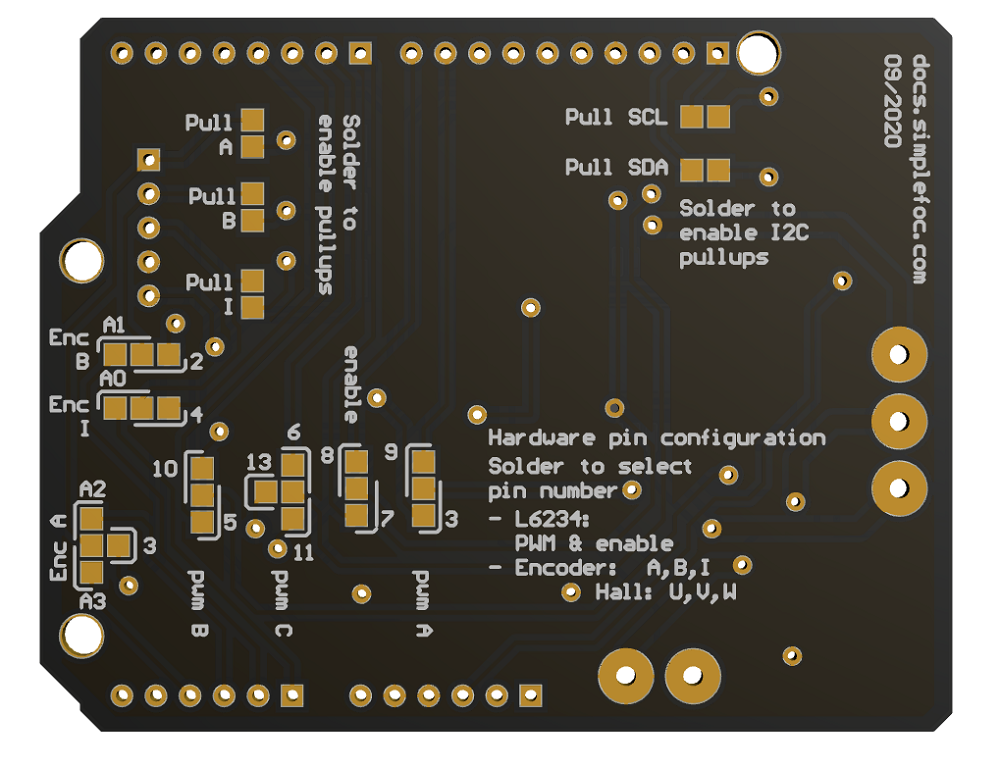 docs.simplefoc.com
09/2020
Pull
A
Pull
B
Pull
I
Solder to
enable pullups
Pull SCL
Pull SDA
Solder to
enable I2C
pullups
A1
Enc
B
2
A0
Enc
I
4
enable
Hardware pin configuration
Solder to select
pin number
- L6234:
PWM & enable
- Encoder: A,B,I
Hall: U,V,W
10
5
pwm B
6
13
11
pwm C
8
7
9
3
pwm A
A2
Enc A
3
A3